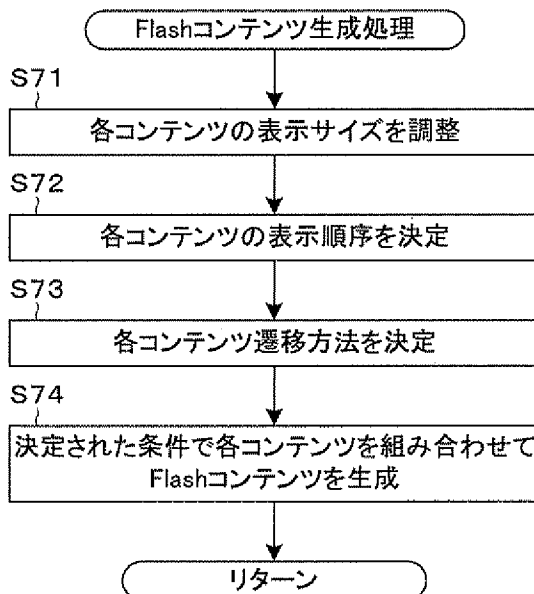 Flashコンテンツ生成処理
S71
各コンテンツの表示サイズを調整
S72
各コンテンツの表示順序を決定
S73
各コンテンツ遷移方法を決定
S74
決定された条件で各コンテンツを組み合わせて
Flashコンテンツを生成
リターン